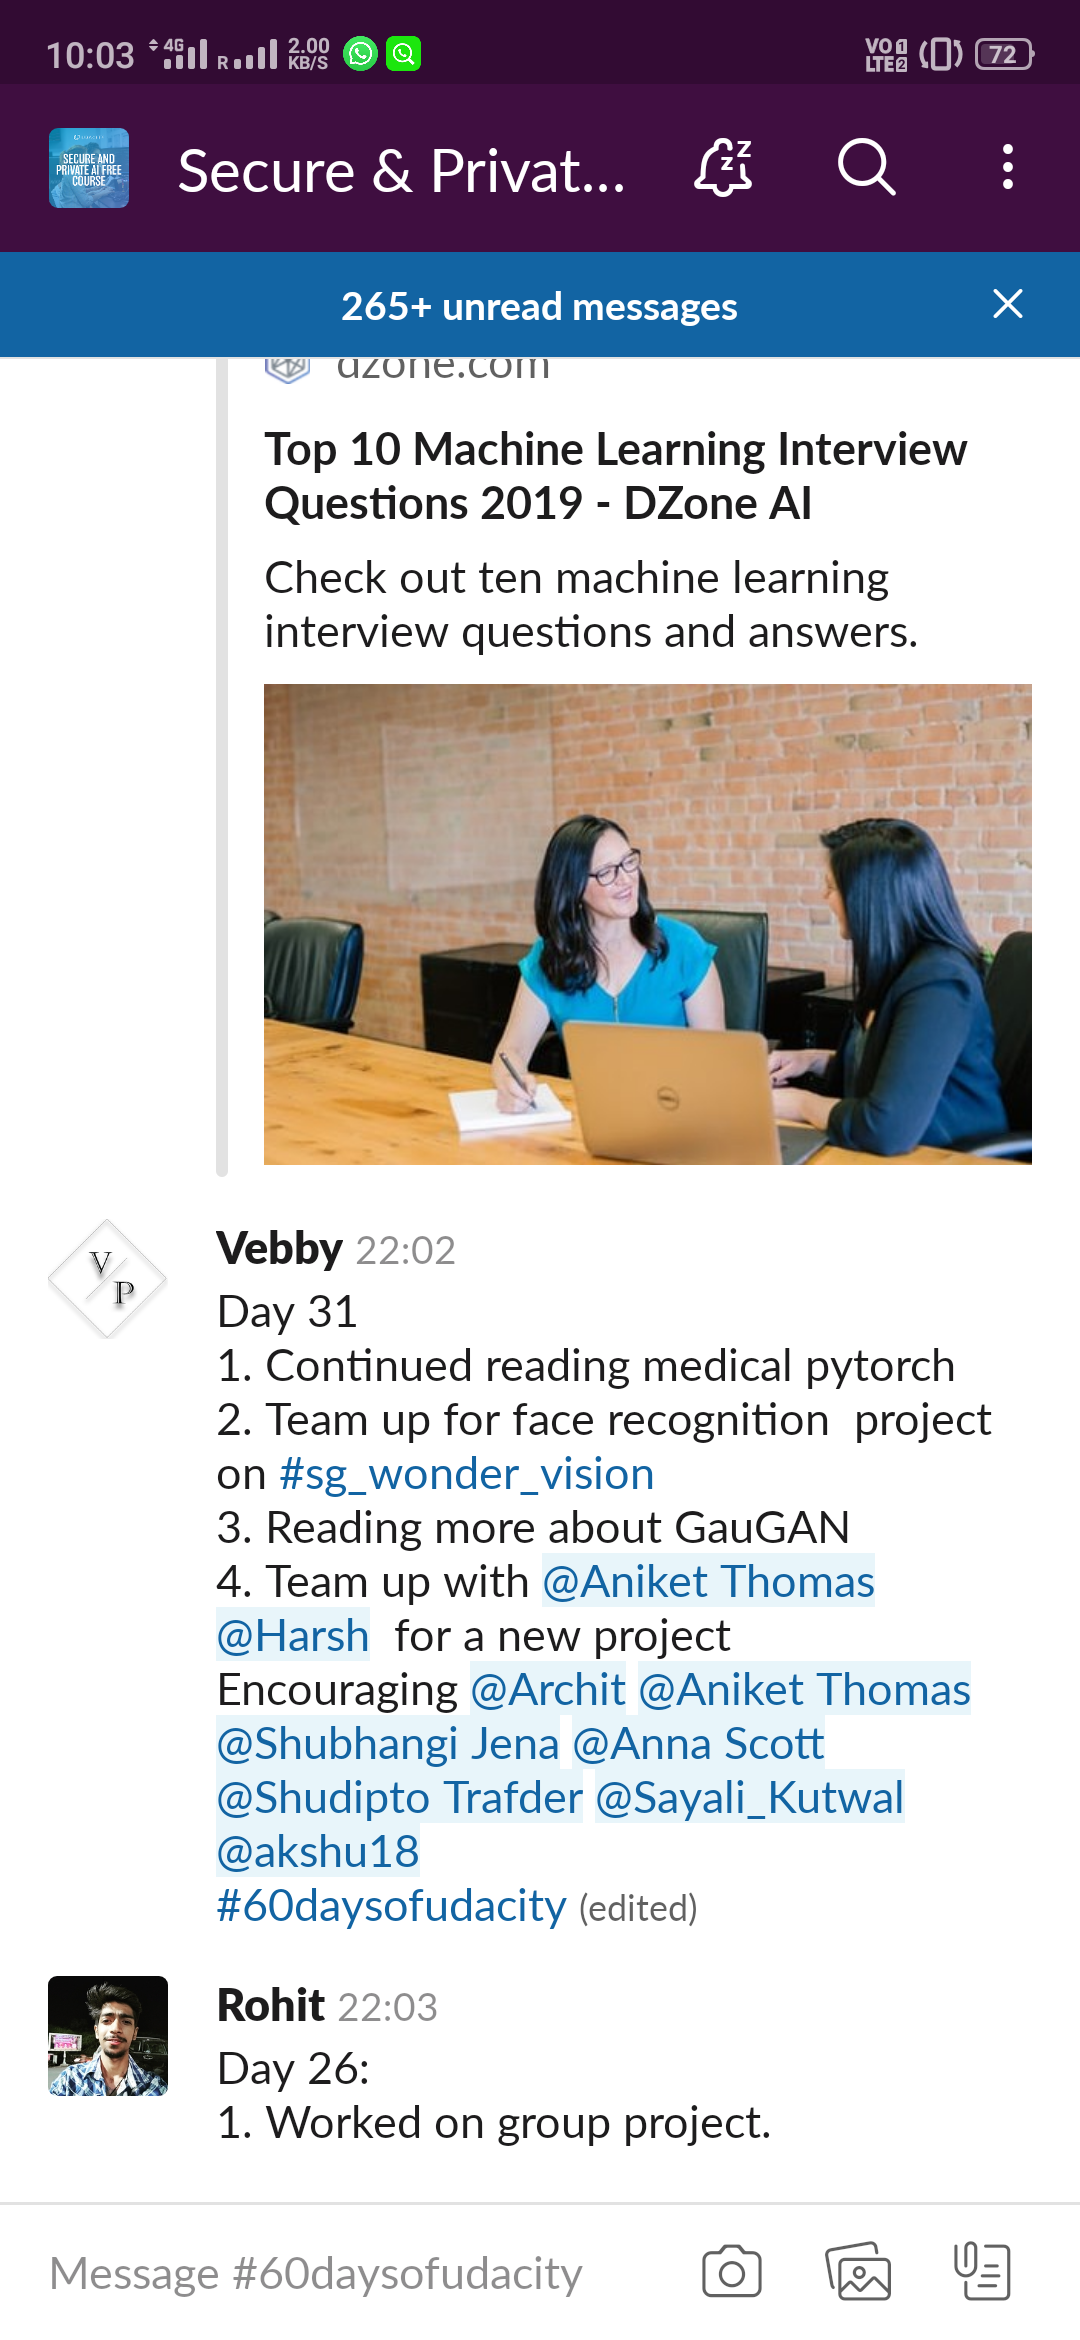 10:03 4G R 2.00 KB/S VO LTE 1 2 72
SECURE AND
PRIVATE AI FREE
COURSE
Secure & Privat...
265+ unread messages
dzone.com
Top 10 Machine Learning Interview
Questions 2019 - DZone AI
Check out ten machine learning
interview questions and answers.
DELL
V
P
Vebby 22:02
Day 31
1. Continued reading medical pytorch
2. Team up for face recognition  project
on #sg_wonder_vision
3. Reading more about GauGAN
4. Team up with @Aniket Thomas
@Harsh  for a new project
Encouraging @Archit @Aniket Thomas
@Shubhangi Jena @Anna Scott
@Shudipto Trafder @Sayali_Kutwal
@akshu18
#60daysofudacity (edited)
Rohit 22:03
Day 26:
1. Worked on group project.
Message #60daysofudacity